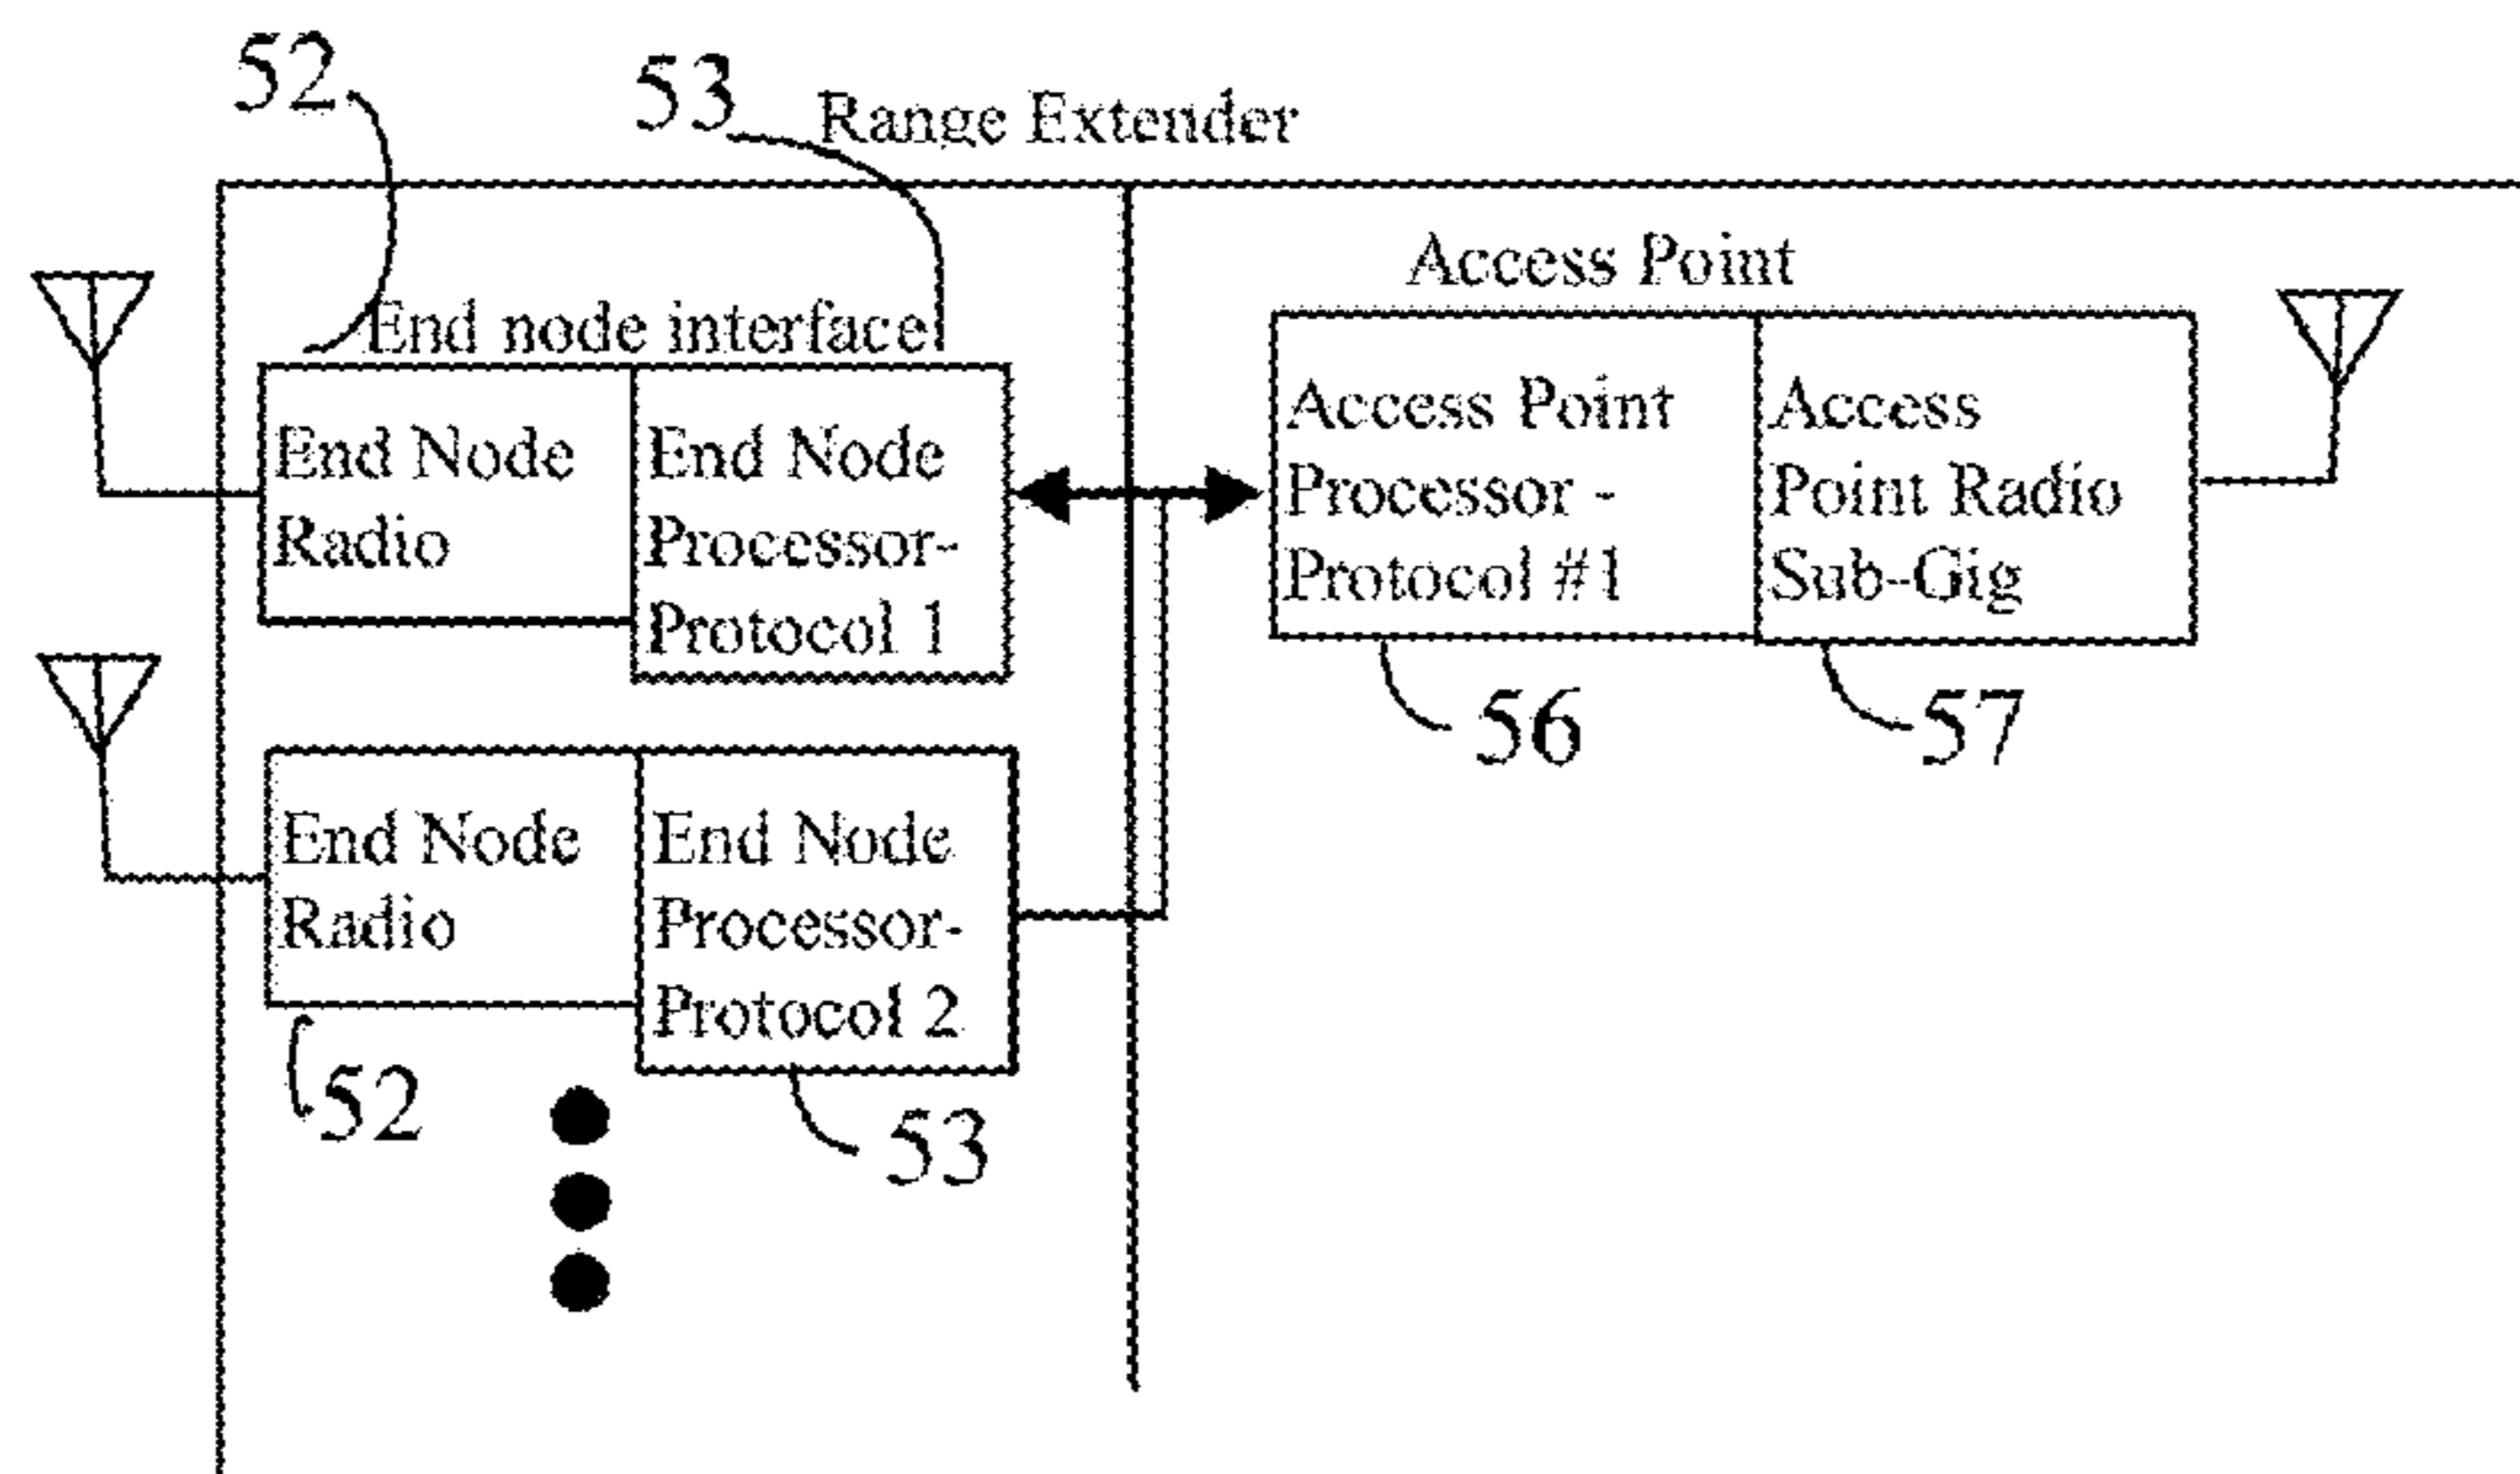 52
53
Range Extender
Access Point
End node interface
End Node
Radio
End Node
Processor-
Protocol 1
Access Point
Processor -
Protocol #1
Access
Point Radio
Sub-Gig
56
57
End Node
Radio
End Node
Processor-
Protocol 2
52
53